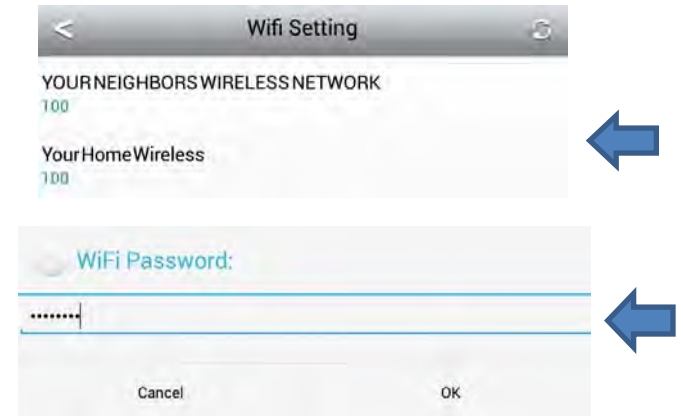 Wifi Setting
YOUR NEIGHBORS WIRELESS NETWORK
100
YourHomeWireless
100
WiFi Password:
••••••••
Cancel OK